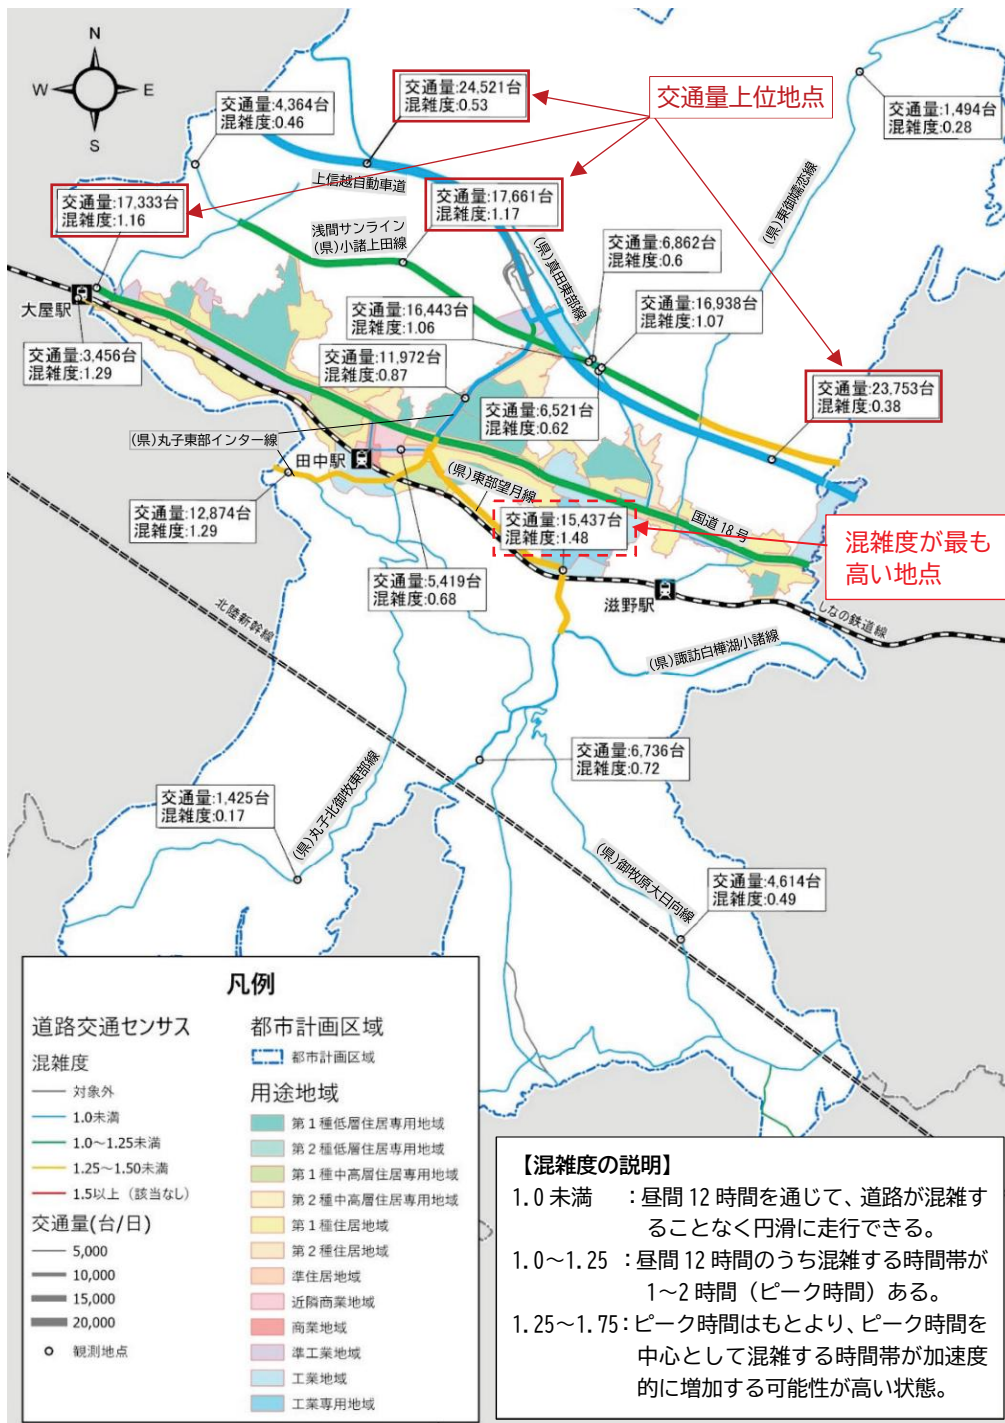 N
W
E
S
交通量:4,364台
混雑度:0.46
交通量:24,521台
混雑度:0.53
交通量上位地点
交通量:1,494台
混雑度:0.28
上信越自動車道
交通量:17,333台
混雑度:1.16
交通量:17,661台
混雑度:1.17
浅間サンライン
(県)小諸上田線
(県)真田東部線
(県)東御嬬恋線
交通量:6,862台
混雑度:0.6
大屋駅
交通量:16,443台
混雑度:1.06
交通量:16,938台
混雑度:1.07
交通量:3,456台
混雑度:1.29
交通量:11,972台
混雑度:0.87
交通量:23,753台
混雑度:0.38
交通量:6,521台
混雑度:0.62
(県)丸子東部インター線
田中駅
(県)東部望月線
交通量:12,874台
混雑度:1.29
交通量:15,437台
混雑度:1.48
国道18号
混雑度が最も
高い地点
交通量:5,419台
混雑度:0.68
滋野駅
しなの鉄道線
北陸新幹線
(県)諏訪白樺湖小諸線
交通量:6,736台
混雑度:0.72
交通量:1,425台
混雑度:0.17
(県)丸子北御牧東部線
(県)御牧原大日向線
交通量:4,614台
混雑度:0.49
凡例
道路交通センサス
混雑度
対象外
1.0未満
1.0～1.25未満
1.25～1.50未満
1.5以上（該当なし）
交通量(台/日)
5,000
10,000
15,000
20,000
観測地点
都市計画区域
都市計画区域
用途地域
第１種低層住居専用地域
第２種低層住居専用地域
第１種中高層住居専用地域
第２種中高層住居専用地域
第１種住居地域
第２種住居地域
準住居地域
近隣商業地域
商業地域
準工業地域
工業地域
工業専用地域
【混雑度の説明】
1.0未満　：昼間12時間を通じて、道路が混雑す
ることなく円滑に走行できる。
1.0～1.25 ：昼間12時間のうち混雑する時間帯が
1～2時間（ピーク時間）ある。
1.25～1.75：ピーク時間はもとより、ピーク時間を
中心として混雑する時間帯が加速度
的に増加する可能性が高い状態。